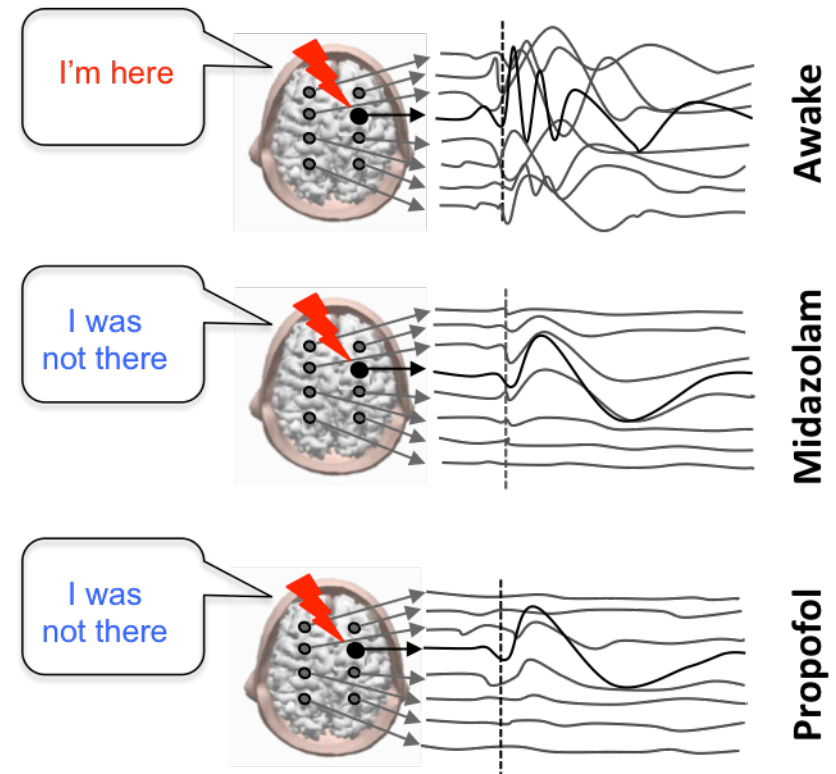 I'm here
Awake
I was
not there
Midazolam
I was
not there
Propofol